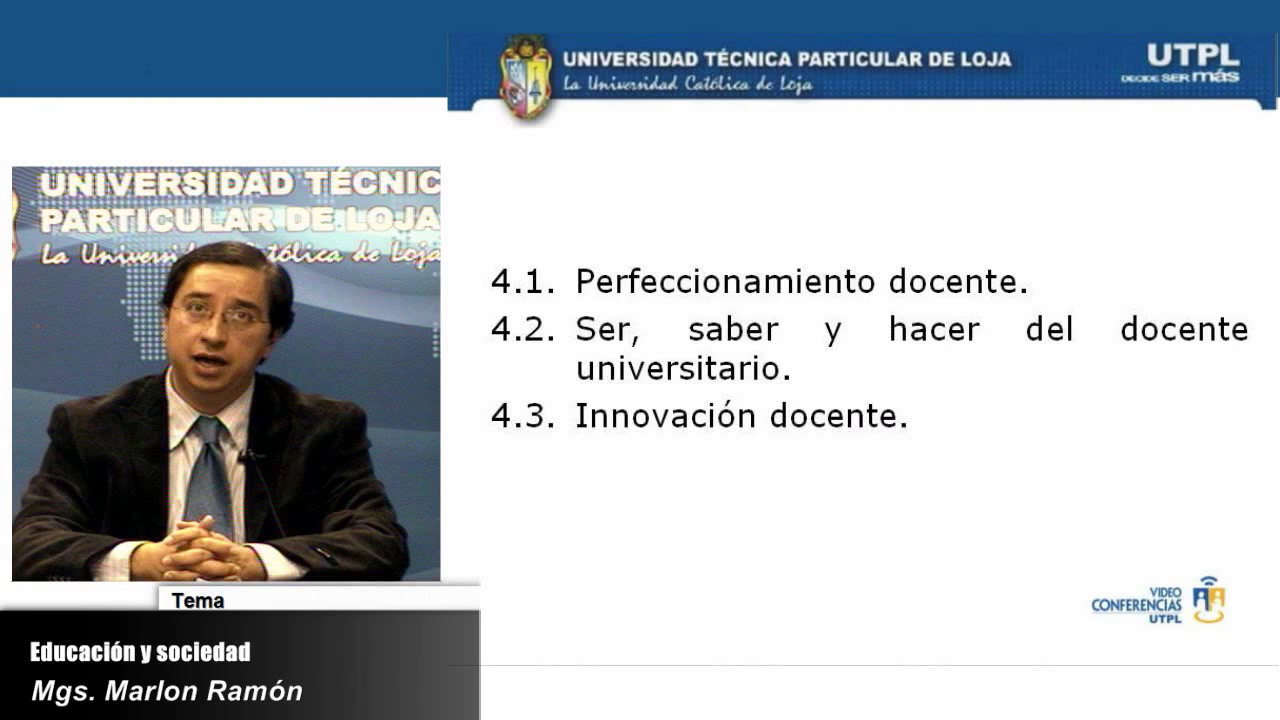 UNIVERSIDAD TÉCNICA PARTICULAR DE LOJA
La Universidad Católica de Loja
UTPL
DECIDE SER más
UNIVERSIDAD TÉCNIC
PARTICULAR DE LOJA
La Univers tólica de Loja
4.1. Perfeccionamiento docente.
4.2. Ser, saber y hacer del docente
universitario.
4.3. Innovación docente.
VIDEO
CONFERENCIAS
UTPL
Tema
Educación y sociedad
Mgs. Marlon Ramón